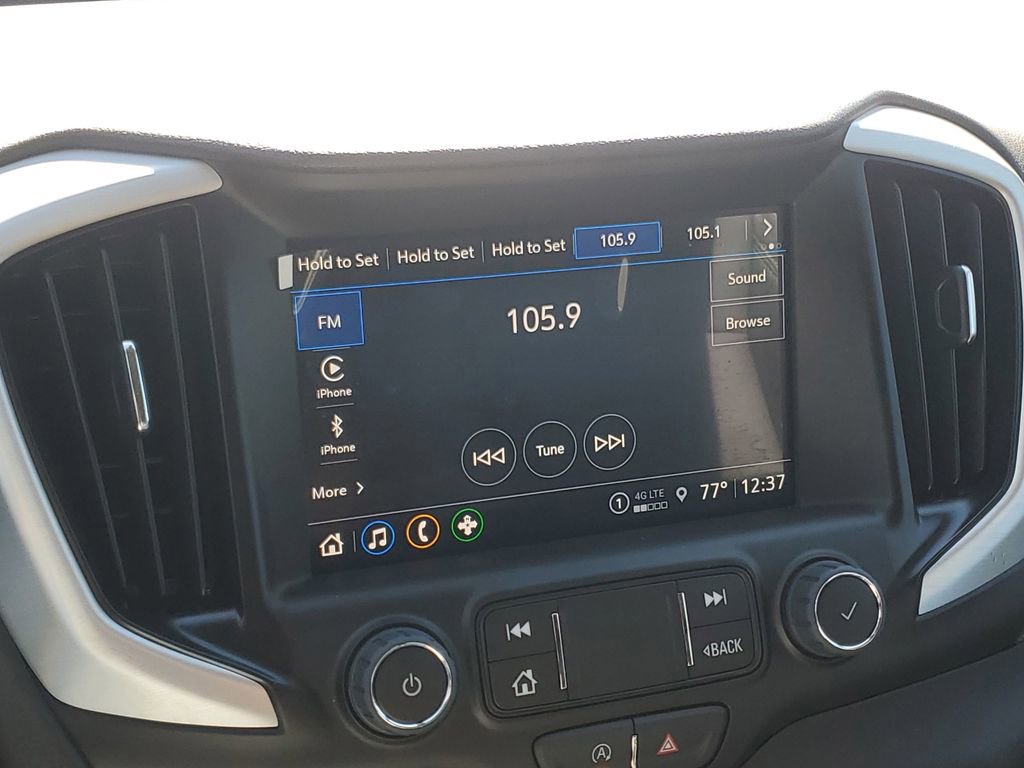 Hold to Set Hold to Set Hold to Set 105.9 105.1
FM
105.9
Sound
Browse
iPhone
iPhone
Tune
More
1 4G LTE 77° 12:37
BACK
A